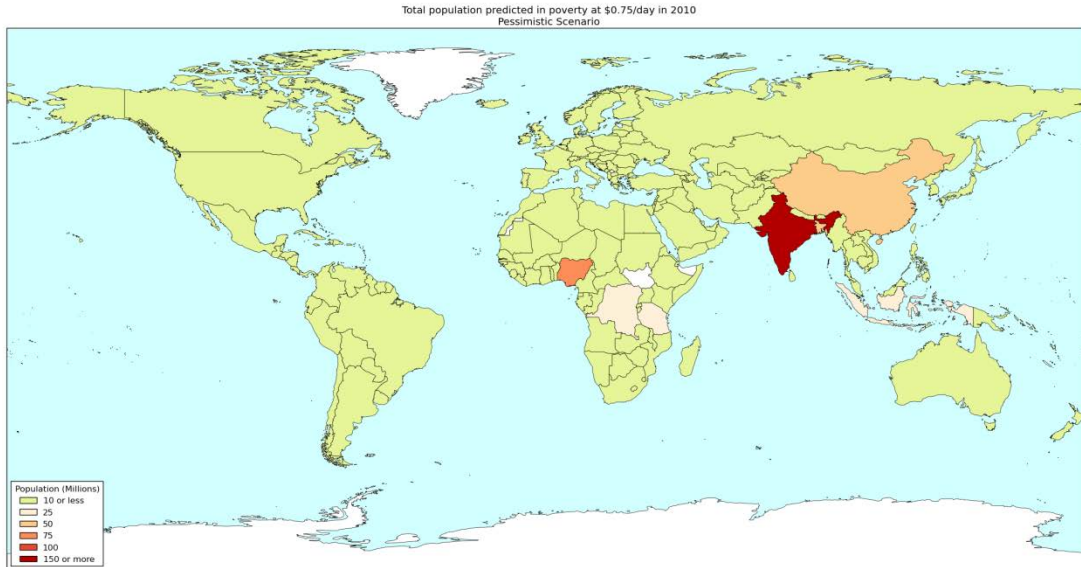 Total population predicted in poverty at $0.75/day in 2010
Pessimistic Scenario
Population (Millions)
10 or less
25
50
75
100
150 or more